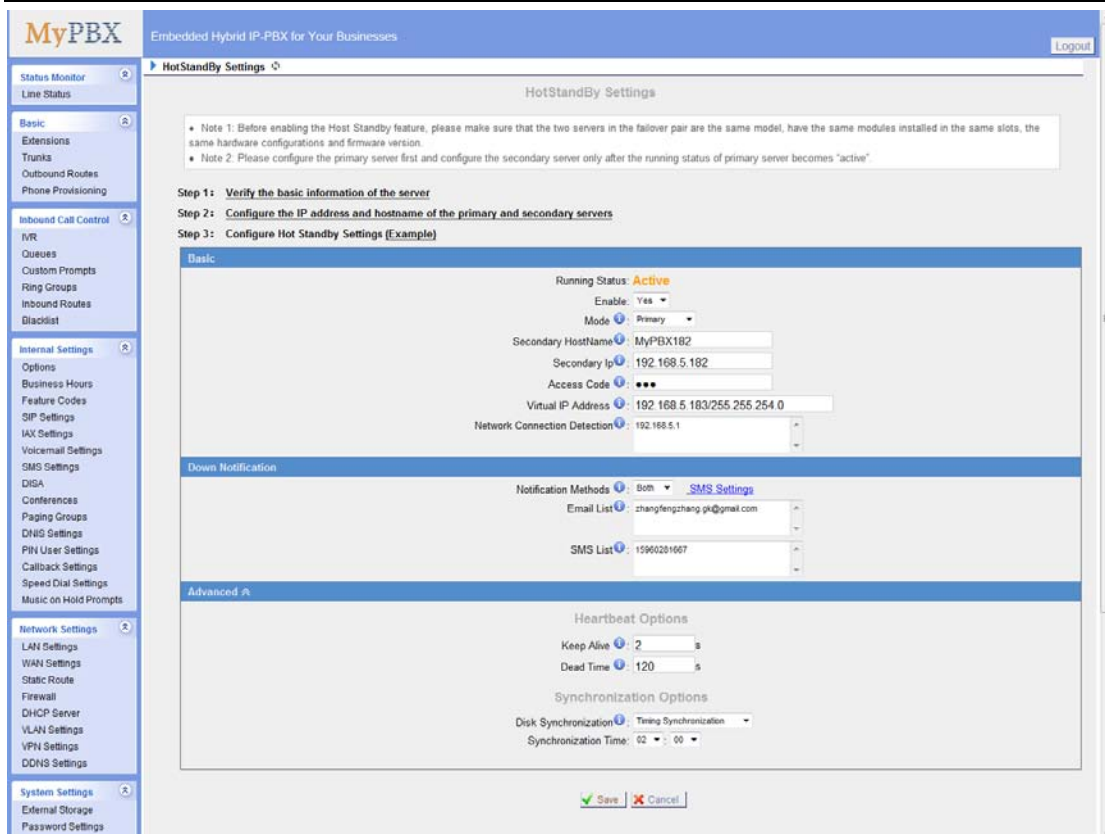 MyPBX
Embedded Hybrid IP-PBX for Your Businesses
Logout
Status Monitor
Line Status
Basic
Extensions
Trunks
Outbound Routes
Phone Provisioning
Inbound Call Control
IVR
Queues
Custom Prompts
Ring Groups
Inbound Routes
Blacklist
Internal Settings
Options
Business Hours
Feature Codes
SIP Settings
IAX Settings
Voicemail Settings
SMS Settings
DISA
Conferences
Paging Groups
DNIS Settings
PIN User Settings
Callback Settings
Speed Dial Settings
Music on Hold Prompts
Network Settings
LAN Settings
WAN Settings
Static Route
Firewall
DHCP Server
VLAN Settings
VPN Settings
DDNS Settings
System Settings
External Storage
Password Settings
HotStandBy Settings
HotStandBy Settings
• Note 1: Before enabling the Host Standby feature, please make sure that the two servers in the failover pair are the same model, have the same modules installed in the same slots, the
same hardware configurations and firmware version.
• Note 2: Please configure the primary server first and configure the secondary server only after the running status of primary server becomes "active".
Step 1: Verify the basic information of the server
Step 2: Configure the IP address and hostname of the primary and secondary servers
Step 3: Configure Hot Standby Settings (Example)
Basic
Running Status: Active
Enable: Yes
Mode : Primary
Secondary HostName : MyPBX182
Secondary Ip : 192.168.5.182
Access Code : •••
Virtual IP Address : 192.168.5.183/255.255.254.0
Network Connection Detection : 192.168.5.1
Down Notification
Notification Methods : Both SMS Settings
Email List : zhangfengzhang.gk@gmail.com
SMS List : 15960281667
Advanced
Heartbeat Options
Keep Alive : 2 s
Dead Time : 120 s
Synchronization Options
Disk Synchronization : Timing Synchronization
Synchronization Time: 02 : 00
Save Cancel